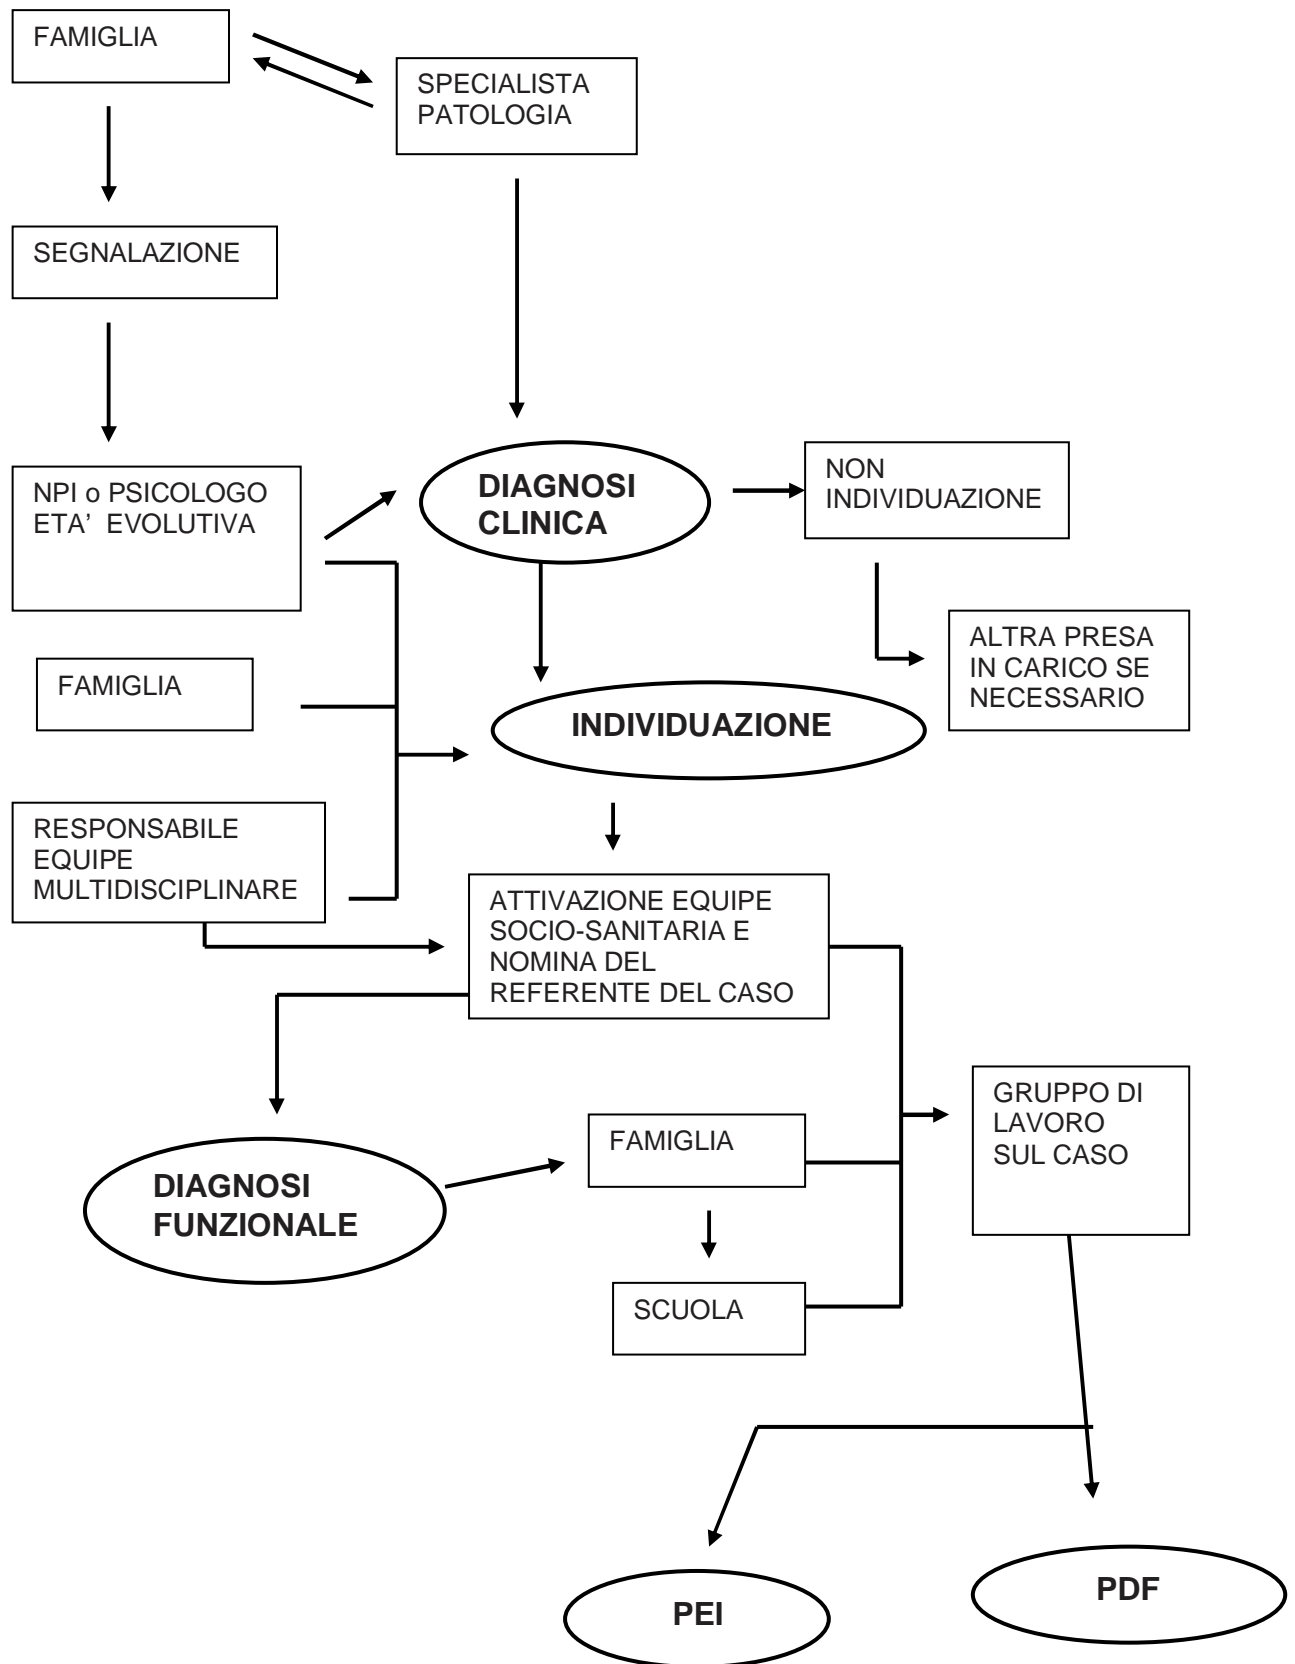 FAMIGLIA
SPECIALISTA
PATOLOGIA
SEGNALAZIONE
NPI o PSICOLOGO
ETA’ EVOLUTIVA
DIAGNOSI
CLINICA
NON
INDIVIDUAZIONE
ALTRA PRESA
IN CARICO SE
NECESSARIO
FAMIGLIA
INDIVIDUAZIONE
RESPONSABILE
EQUIPE
MULTIDISCIPLINARE
ATTIVAZIONE EQUIPE
SOCIO-SANITARIA E
NOMINA DEL
REFERENTE DEL CASO
GRUPPO DI
LAVORO
SUL CASO
FAMIGLIA
DIAGNOSI
FUNZIONALE
SCUOLA
PEI
PDF